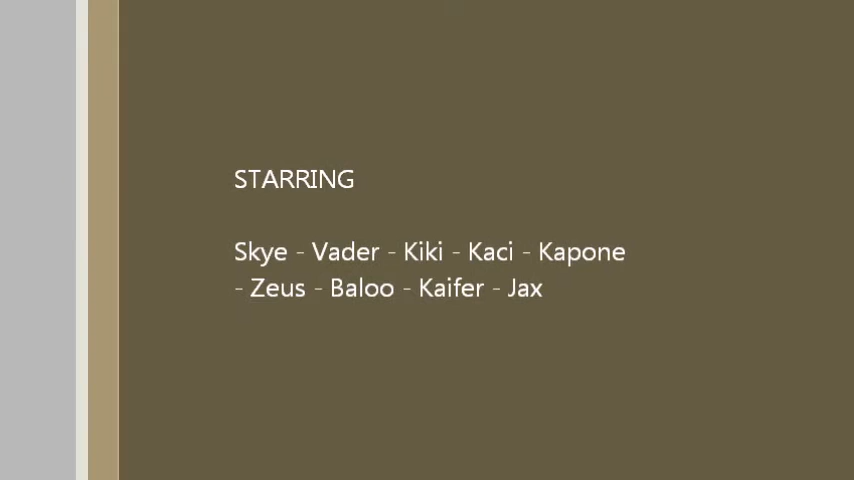 STARRING
Skye - Vader - Kiki - Kaci - Kapone
- Zeus - Baloo - Kaifer - Jax